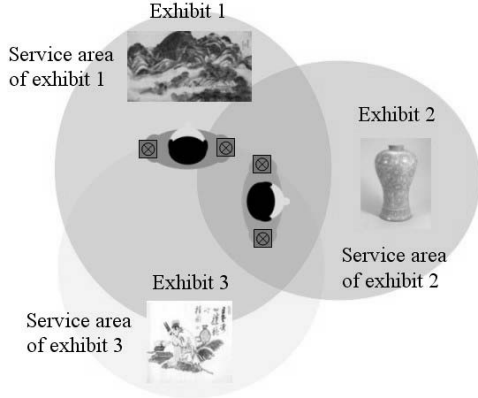 Exhibit 1
Service area
of exhibit 1
Exhibit 2
Service area
of exhibit 2
Exhibit 3
Service area
of exhibit 3